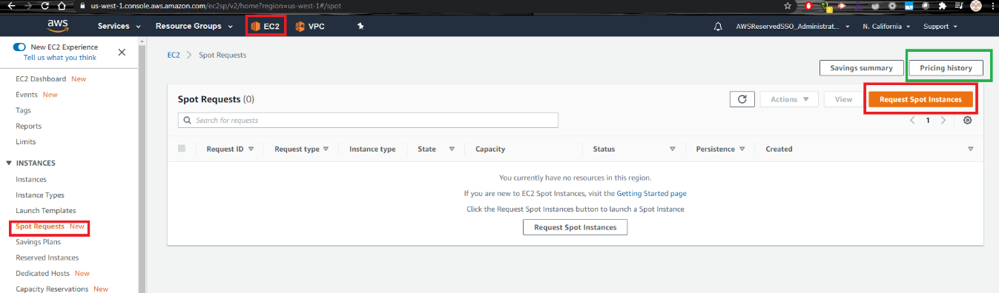 us-west-1.console.aws.amazon.com/ec2sp/v2/home?region=us-west-1#/spot
aws Services Resource Groups EC2 VPC AWSReservedSSO_Administrat... N. California Support
New EC2 Experience
Tell us what you think
EC2 Dashboard New
Events New
Tags
Reports
Limits
INSTANCES
Instances
Instance Types
Launch Templates
Spot Requests New
Savings Plans
Reserved Instances
Dedicated Hosts New
Capacity Reservations New
EC2 Spot Requests
Savings summary Pricing history
Spot Requests (0) Actions View Request Spot Instances
Search for requests 1
Request ID Request type Instance type State Capacity Status Persistence Created
You currently have no resources in this region.
If you are new to EC2 Spot Instances, visit the Getting Started page
Click the Request Spot Instances button to launch a Spot Instance
Request Spot Instances